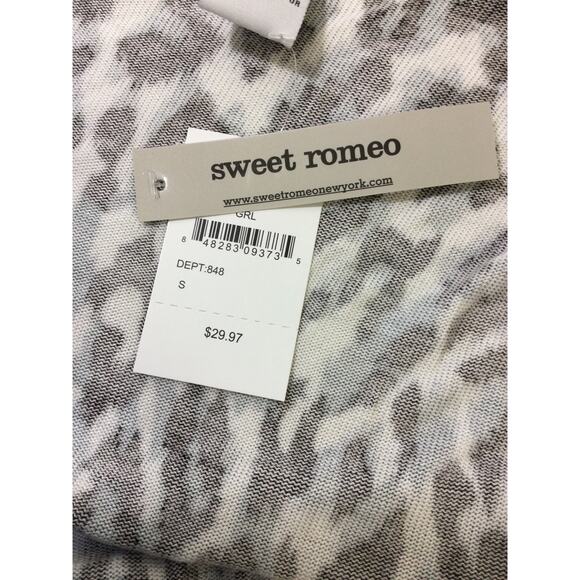 sweet romeo
www.sweetromeonewyork.com
GRL
8 48283 09373 5
DEPT:848
S
$29.97